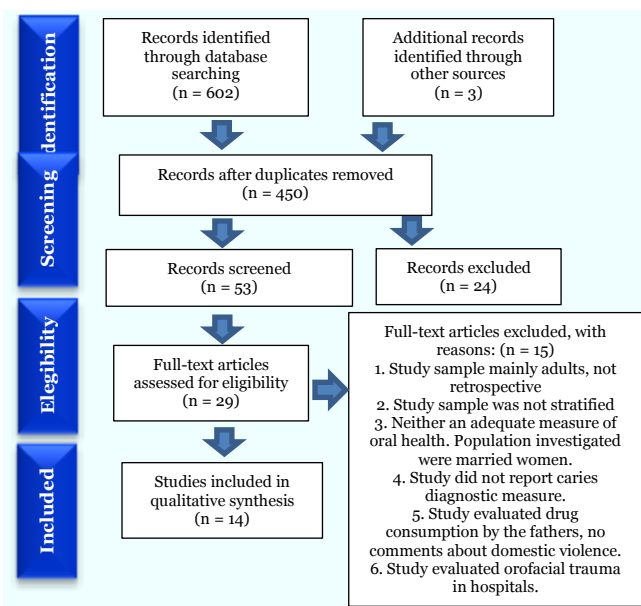 Identification
Records identified
through database
searching
(n = 602)
Additional records
identified through
other sources
(n = 3)
Screening
Records after duplicates removed
(n = 450)
Records screened
(n = 53)
Records excluded
(n = 24)
Elegibility
Full-text articles
assessed for eligibility
(n = 29)
Full-text articles excluded, with
reasons: (n = 15)
1. Study sample mainly adults, not
retrospective
2. Study sample was not stratified
3. Neither an adequate measure of
oral health. Population investigated
were married women.
4. Study did not report caries
diagnostic measure.
5. Study evaluated drug
consumption by the fathers, no
comments about domestic violence.
6. Study evaluated orofacial trauma
in hospitals.
Included
Studies included in
qualitative synthesis
(n = 14)